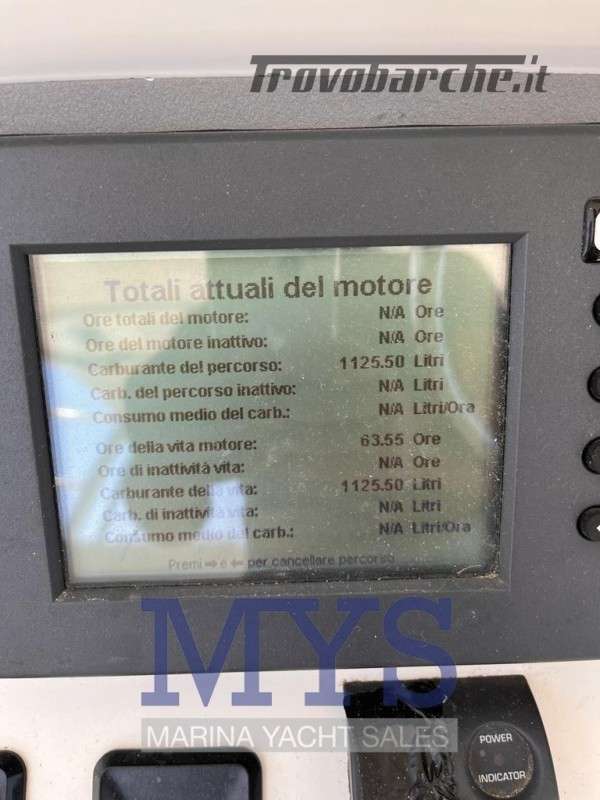 Trovobarche.it
Totali attuali del motore
Ore totali del motore: N/A Ore
Ore del motore inattivo: N/A Ore
Carburante del percorso: 1125.50 Litri
Carb. del percorso inattivo: N/A Litri
Consumo medio del carb.: N/A Litri/Ora
Ore della vita motore: 63.55 Ore
Ore di inattività vita: N/A Ore
Carburante della vita: 1125.50 Litri
Carb. di inattività vita: N/A Litri
Consumo medio del carb.: N/A Litri/Ora
Premi ➡ e ⬅ per cancellare percorso
MYS
MARINA YACHT SALES
POWER
INDICATOR